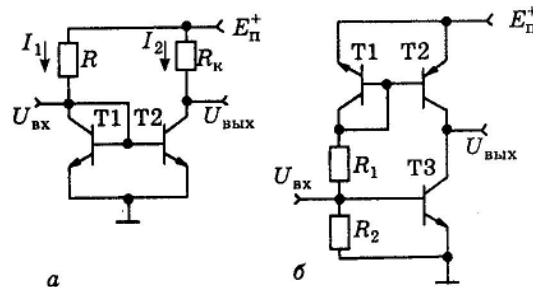 I₁ I₂ Eп⁺
R Rк
Uвх T1 T2 Uвых
а
Eп⁺
T1 T2
Uвых
R₁ T3
Uвх
R₂
б